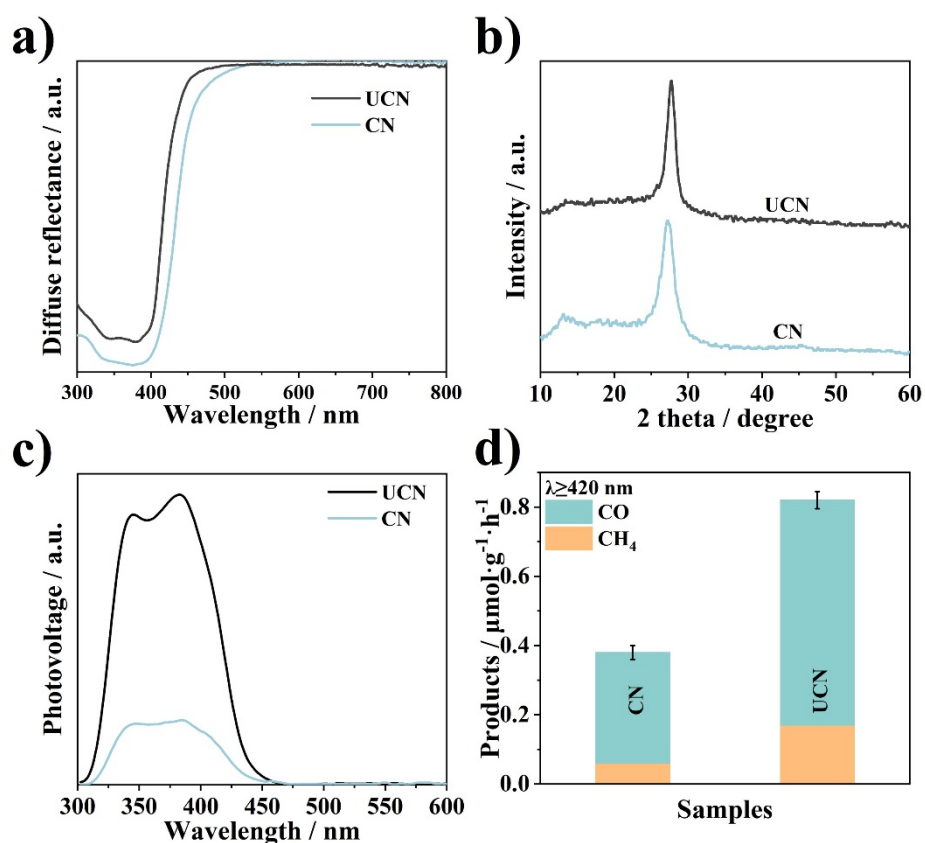 a)
Diffuse reflectance / a.u.
UCN
CN
300 400 500 600 700 800
Wavelength / nm
b)
Intensity / a.u.
UCN
CN
10 20 30 40 50 60
2 theta / degree
c)
Photovoltage / a.u.
UCN
CN
300 350 400 450 500 550 600
Wavelength / nm
d)
Products / μmol·g⁻¹·h⁻¹
0.8
0.6
0.4
0.2
0.0
λ≥420 nm
CO
CH₄
CN
UCN
Samples